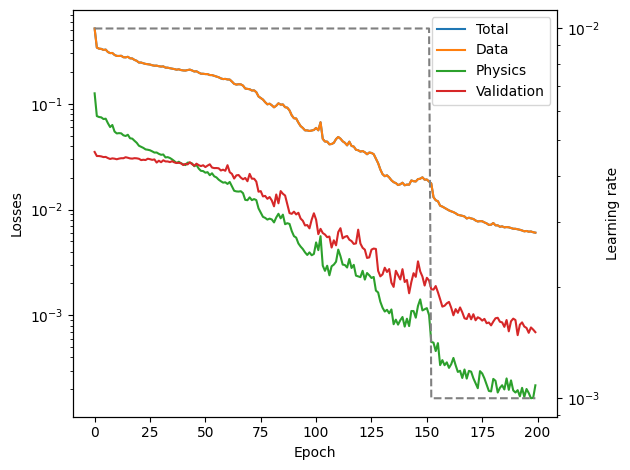 Total
Data
Physics
Validation
10⁻¹
10⁻²
10⁻³
Losses
10⁻²
10⁻³
Learning rate
0 25 50 75 100 125 150 175 200
Epoch